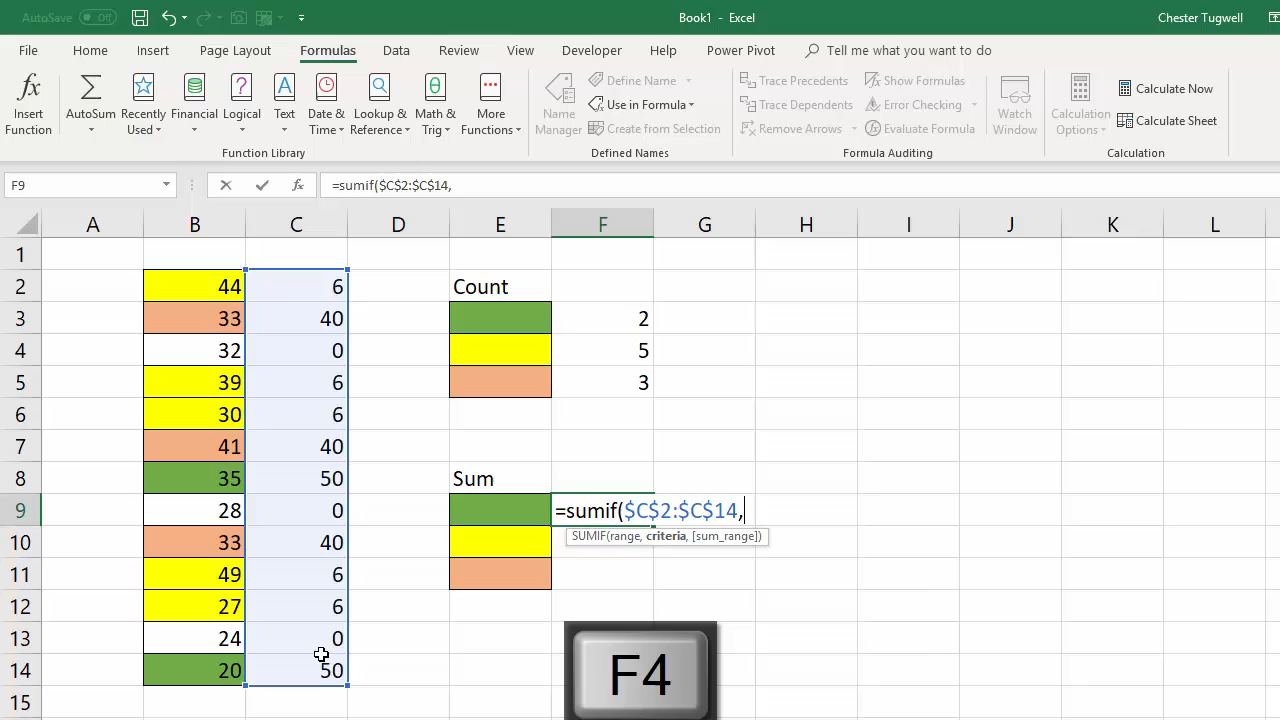 AutoSave Off
Book1 - Excel
Chester Tugwell
File Home Insert Page Layout Formulas Data Review View Developer Help Power Pivot Tell me what you want to do
fx
Insert Function
Σ
AutoSum
Recently Used
Financial
?
Logical
A
Text
Date & Time
Lookup & Reference
θ
Math & Trig
More Functions
Function Library
Name Manager
Define Name
Use in Formula
Create from Selection
Defined Names
Trace Precedents
Trace Dependents
Remove Arrows
Show Formulas
Error Checking
Evaluate Formula
Formula Auditing
Watch Window
Calculation Options
Calculate Now
Calculate Sheet
Calculation
F9
fx
=sumif($C$2:$C$14,
A B C D E F G H I J K L
1
2 44 6 Count
3 33 40 2
4 32 0 5
5 39 6 3
6 30 6
7 41 40
8 35 50 Sum
9 28 0 =sumif($C$2:$C$14,
SUMIF(range, criteria, [sum_range])
10 33 40
11 49 6
12 27 6
13 24 0
14 20 50
15
F4